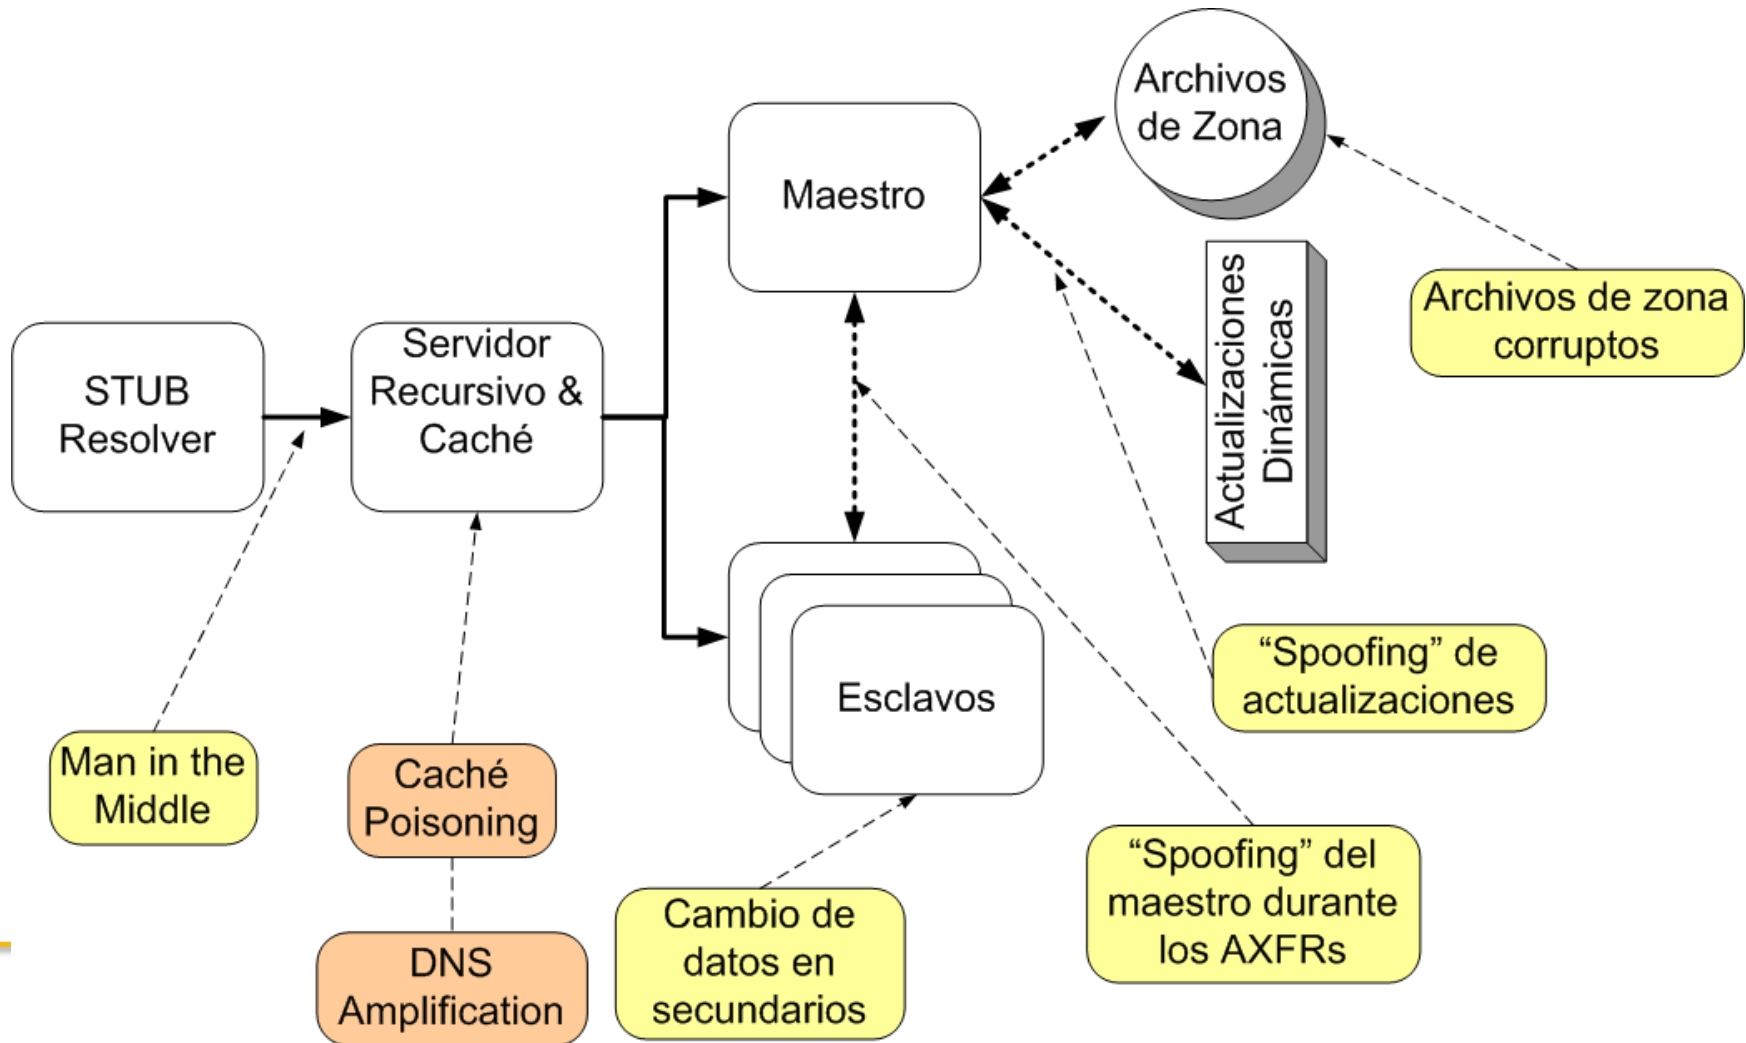 Archivos
de Zona
Maestro
Actualizaciones
Dinámicas
Archivos de zona
corruptos
STUB
Resolver
Servidor
Recursivo &
Caché
Esclavos
“Spoofing” de
actualizaciones
Man in the
Middle
Caché
Poisoning
“Spoofing” del
maestro durante
los AXFRs
Cambio de
datos en
secundarios
DNS
Amplification